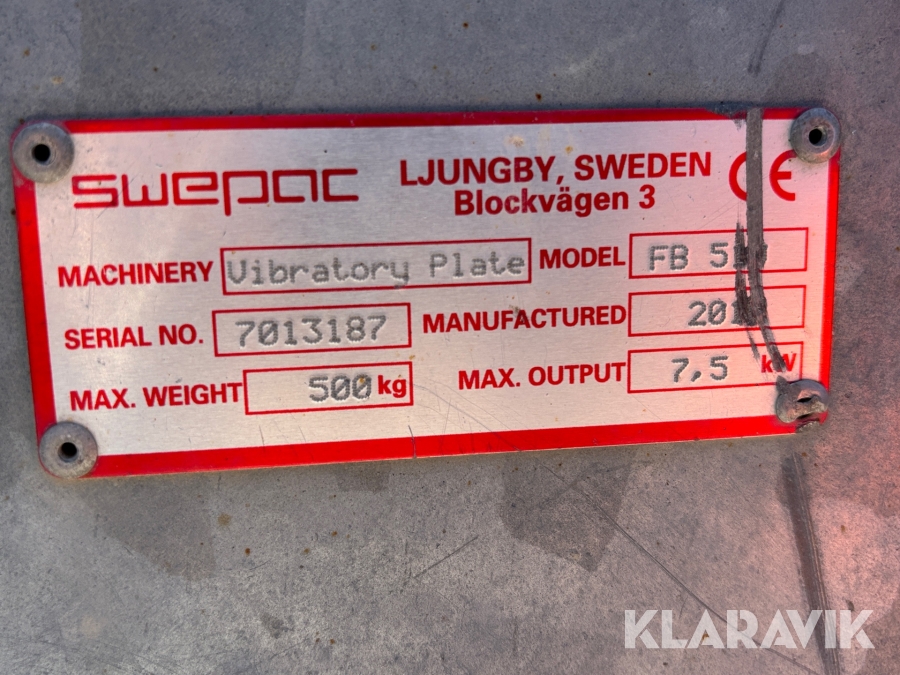 swepac
LJUNGBY, SWEDEN
Blockvägen 3
CE
MACHINERY Vibratory Plate MODEL FB
SERIAL NO. 7013187 MANUFACTURED
MAX. WEIGHT 500 kg MAX. OUTPUT 7,5 kW
KLARAVIK